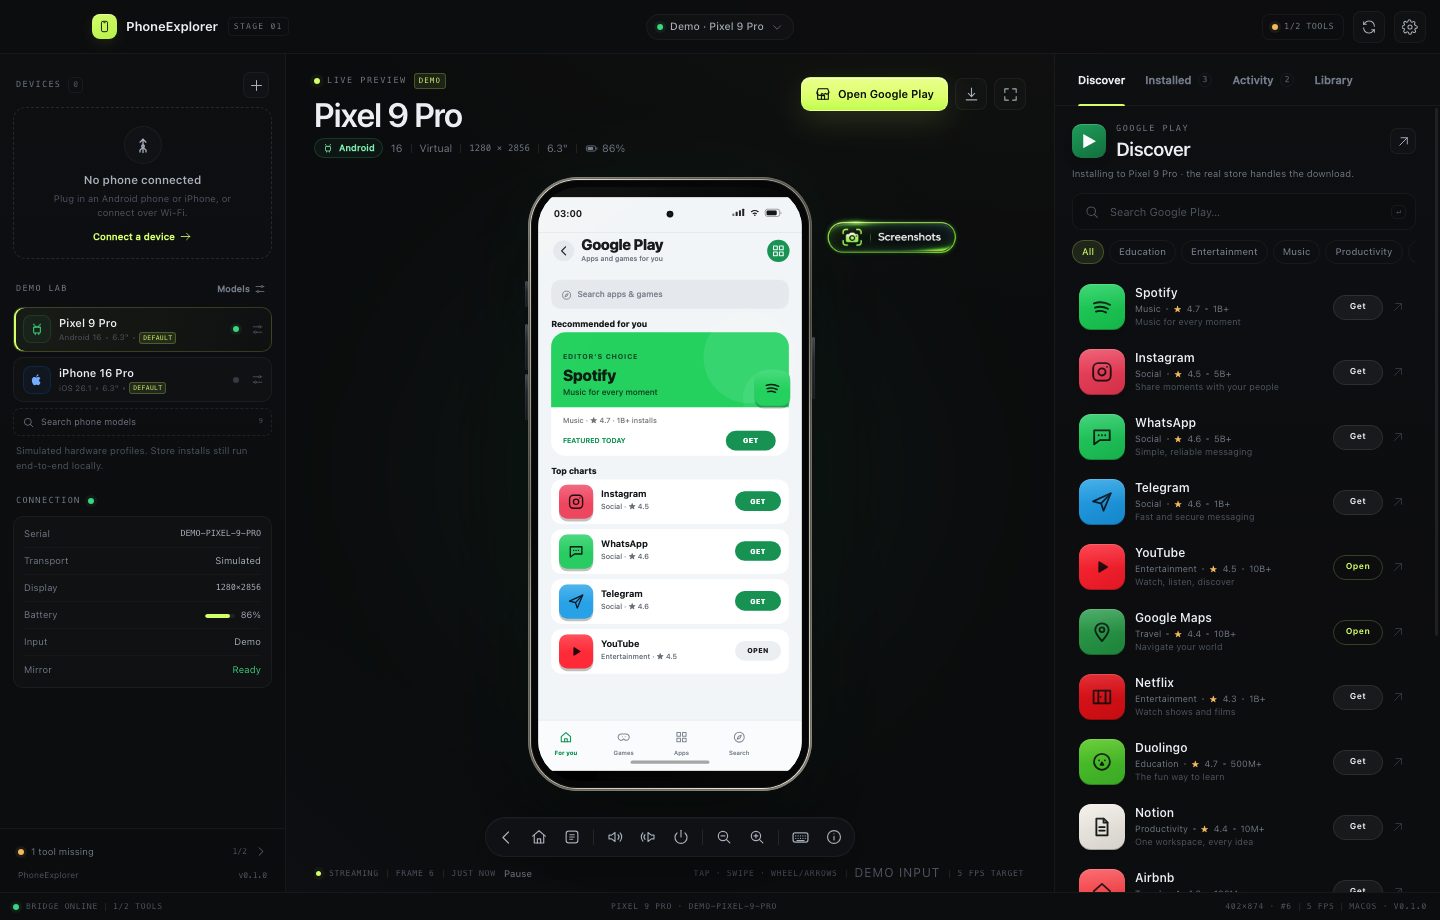 PhoneExplorer
STAGE 01
Demo · Pixel 9 Pro
1/2 TOOLS
DEVICES 0
No phone connected
Plug in an Android phone or iPhone, or
connect over Wi-Fi.
Connect a device →
DEMO LAB
Models
Pixel 9 Pro
Android 16 · 6.3" · DEFAULT
iPhone 16 Pro
iOS 26.1 · 6.3" · DEFAULT
Search phone models 9
Simulated hardware profiles. Store installs still run
end-to-end locally.
CONNECTION
Serial DEMO-PIXEL-9-PRO
Transport Simulated
Display 1280×2856
Battery 86%
Input Demo
Mirror Ready
1 tool missing 1/2
PhoneExplorer v0.1.0
LIVE PREVIEW DEMO
Pixel 9 Pro
Android 16 Virtual 1280 × 2856 6.3" 86%
Open Google Play
03:00
Google Play
Apps and games for you
Search apps & games
Recommended for you
EDITOR'S CHOICE
Spotify
Music for every moment
Music · ★ 4.7 · 1B+ installs
FEATURED TODAY GET
Top charts
Instagram
Social · ★ 4.5
GET
WhatsApp
Social · ★ 4.6
GET
Telegram
Social · ★ 4.6
GET
YouTube
Entertainment · ★ 4.5
OPEN
For you Games Apps Search
Screenshots
STREAMING FRAME 6 JUST NOW Pause
TAP · SWIPE · WHEEL/ARROWS DEMO INPUT 5 FPS TARGET
Discover Installed 3 Activity 2 Library
GOOGLE PLAY
Discover
Installing to Pixel 9 Pro · the real store handles the download.
Search Google Play…
All Education Entertainment Music Productivity
Spotify
Music · ★ 4.7 · 1B+
Music for every moment
Get
Instagram
Social · ★ 4.5 · 5B+
Share moments with your people
Get
WhatsApp
Social · ★ 4.6 · 5B+
Simple, reliable messaging
Get
Telegram
Social · ★ 4.6 · 1B+
Fast and secure messaging
Get
YouTube
Entertainment · ★ 4.5 · 10B+
Watch, listen, discover
Open
Google Maps
Travel · ★ 4.4 · 10B+
Navigate your world
Open
Netflix
Entertainment · ★ 4.3 · 1B+
Watch shows and films
Get
Duolingo
Education · ★ 4.7 · 500M+
The fun way to learn
Get
Notion
Productivity · ★ 4.4 · 10M+
One workspace, every idea
Get
Airbnb
Get
BRIDGE ONLINE 1/2 TOOLS
PIXEL 9 PRO · DEMO-PIXEL-9-PRO
402×874 · #6 5 FPS MACOS · V0.1.0